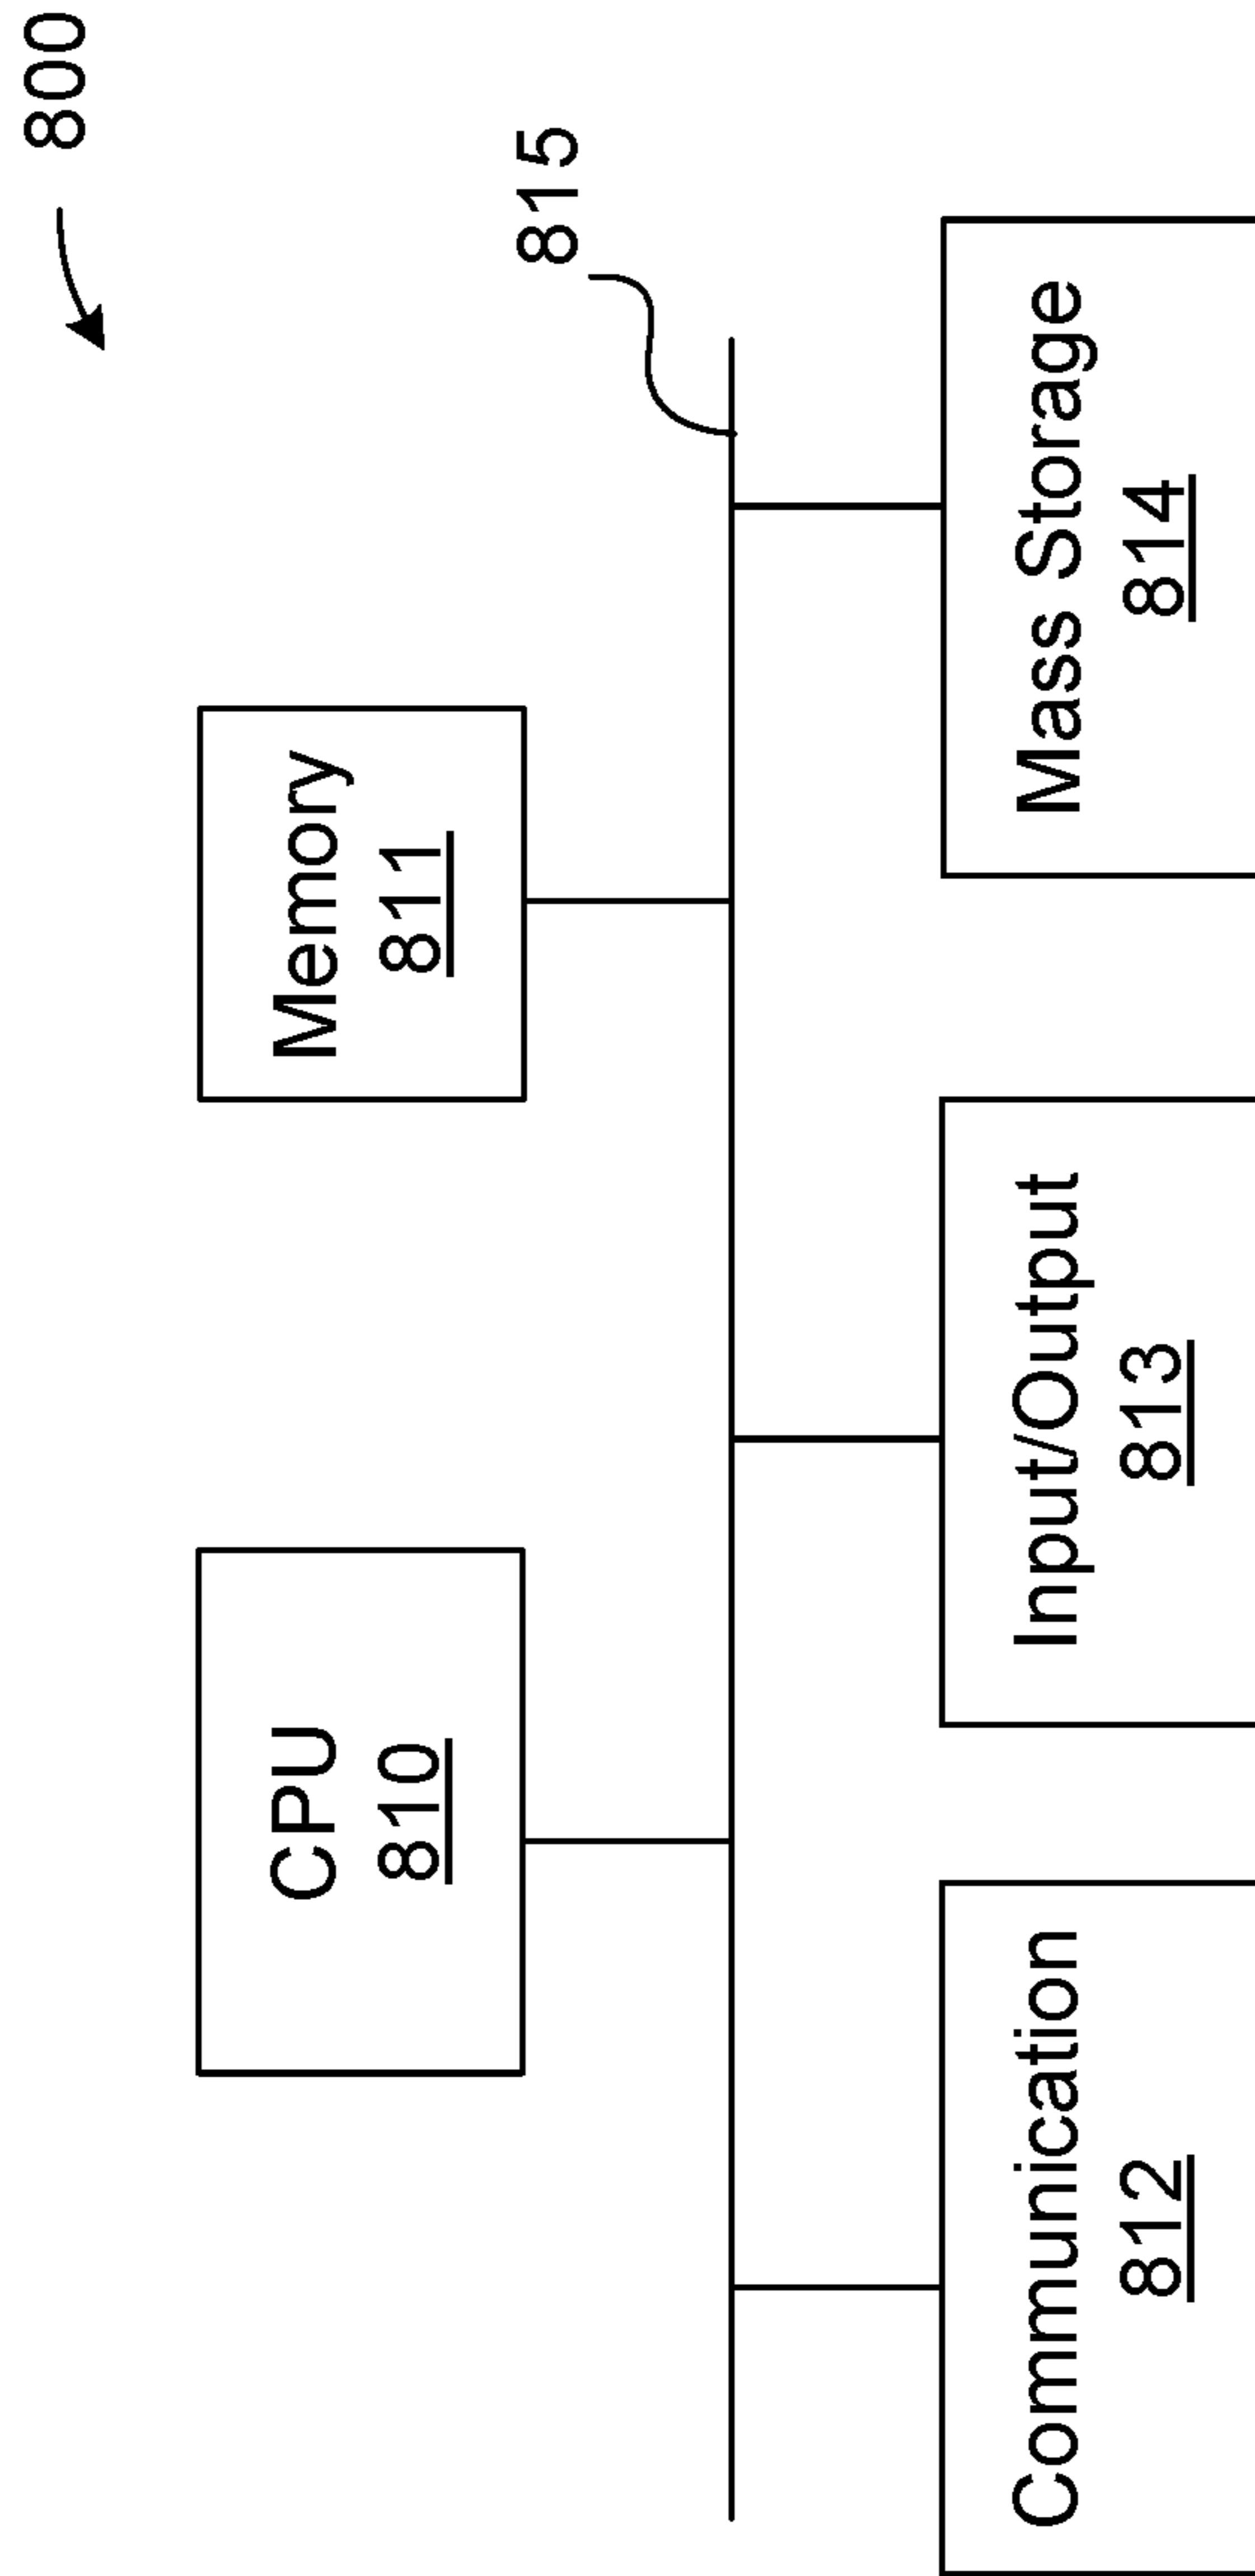 800
815
CPU
810
Memory
811
Communication
812
Input/Output
813
Mass Storage
814